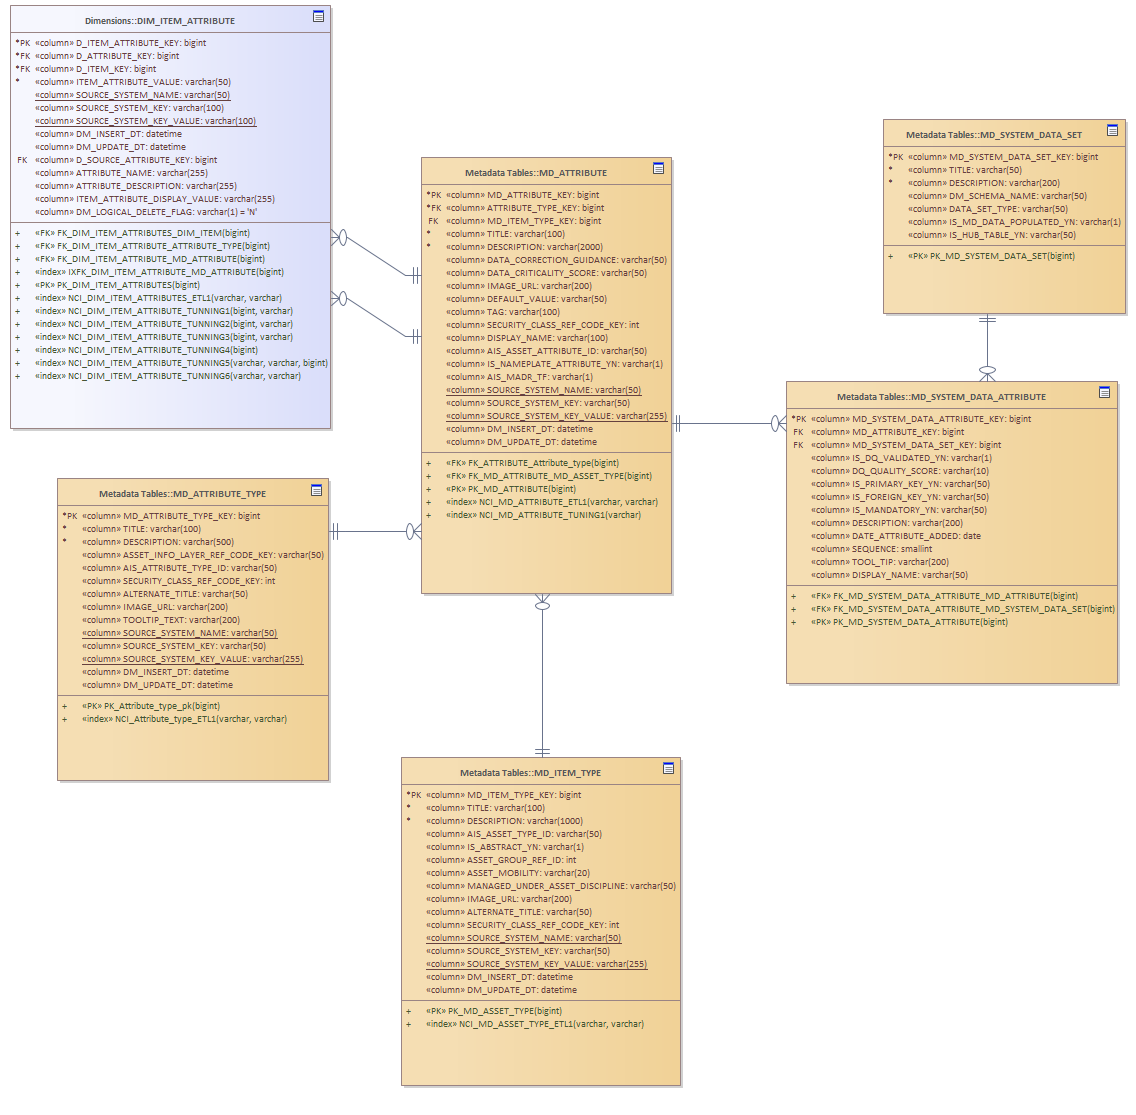 Dimensions::DIM_ITEM_ATTRIBUTE
*PK «column» D_ITEM_ATTRIBUTE_KEY: bigint
*FK «column» D_ATTRIBUTE_KEY: bigint
*FK «column» D_ITEM_KEY: bigint
* «column» ITEM_ATTRIBUTE_VALUE: varchar(50)
«column» SOURCE_SYSTEM_NAME: varchar(50)
«column» SOURCE_SYSTEM_KEY: varchar(100)
«column» SOURCE_SYSTEM_KEY_VALUE: varchar(100)
«column» DM_INSERT_DT: datetime
«column» DM_UPDATE_DT: datetime
FK «column» D_SOURCE_ATTRIBUTE_KEY: bigint
«column» ATTRIBUTE_NAME: varchar(255)
«column» ATTRIBUTE_DESCRIPTION: varchar(255)
«column» ITEM_ATTRIBUTE_DISPLAY_VALUE: varchar(255)
«column» DM_LOGICAL_DELETE_FLAG: varchar(1) = 'N'
+ «FK» FK_DIM_ITEM_ATTRIBUTES_DIM_ITEM(bigint)
+ «FK» FK_DIM_ITEM_ATTRIBUTE_ATTRIBUTE_TYPE(bigint)
+ «FK» FK_DIM_ITEM_ATTRIBUTE_MD_ATTRIBUTE(bigint)
+ «index» IXFK_DIM_ITEM_ATTRIBUTE_MD_ATTRIBUTE(bigint)
+ «PK» PK_DIM_ITEM_ATTRIBUTES(bigint)
+ «index» NCI_DIM_ITEM_ATTRIBUTES_ETL1(varchar, varchar)
+ «index» NCI_DIM_ITEM_ATTRIBUTE_TUNNING1(bigint, varchar)
+ «index» NCI_DIM_ITEM_ATTRIBUTE_TUNNING2(bigint, varchar)
+ «index» NCI_DIM_ITEM_ATTRIBUTE_TUNNING3(bigint, varchar)
+ «index» NCI_DIM_ITEM_ATTRIBUTE_TUNNING4(bigint)
+ «index» NCI_DIM_ITEM_ATTRIBUTE_TUNNING5(varchar, varchar, bigint)
+ «index» NCI_DIM_ITEM_ATTRIBUTE_TUNNING6(varchar, varchar)
Metadata Tables::MD_ATTRIBUTE
*PK «column» MD_ATTRIBUTE_KEY: bigint
*FK «column» ATTRIBUTE_TYPE_KEY: bigint
FK «column» MD_ITEM_TYPE_KEY: bigint
* «column» TITLE: varchar(100)
* «column» DESCRIPTION: varchar(2000)
«column» DATA_CORRECTION_GUIDANCE: varchar(50)
«column» DATA_CRITICALITY_SCORE: varchar(50)
«column» IMAGE_URL: varchar(200)
«column» DEFAULT_VALUE: varchar(50)
«column» TAG: varchar(100)
«column» SECURITY_CLASS_REF_CODE_KEY: int
«column» DISPLAY_NAME: varchar(100)
«column» AIS_ASSET_ATTRIBUTE_ID: varchar(50)
«column» IS_NAMEPLATE_ATTRIBUTE_YN: varchar(1)
«column» AIS_MADR_TF: varchar(1)
«column» SOURCE_SYSTEM_NAME: varchar(50)
«column» SOURCE_SYSTEM_KEY: varchar(50)
«column» SOURCE_SYSTEM_KEY_VALUE: varchar(255)
«column» DM_INSERT_DT: datetime
«column» DM_UPDATE_DT: datetime
+ «FK» FK_ATTRIBUTE_Attribute_type(bigint)
+ «FK» FK_MD_ATTRIBUTE_MD_ASSET_TYPE(bigint)
+ «PK» PK_MD_ATTRIBUTE(bigint)
+ «index» NCI_MD_ATTRIBUTE_ETL1(varchar, varchar)
+ «index» NCI_MD_ATTRIBUTE_TUNING1(varchar)
Metadata Tables::MD_SYSTEM_DATA_SET
*PK «column» MD_SYSTEM_DATA_SET_KEY: bigint
* «column» TITLE: varchar(50)
* «column» DESCRIPTION: varchar(200)
«column» DM_SCHEMA_NAME: varchar(50)
«column» DATA_SET_TYPE: varchar(50)
«column» IS_MD_DATA_POPULATED_YN: varchar(1)
«column» IS_HUB_TABLE_YN: varchar(50)
+ «PK» PK_MD_SYSTEM_DATA_SET(bigint)
Metadata Tables::MD_SYSTEM_DATA_ATTRIBUTE
*PK «column» MD_SYSTEM_DATA_ATTRIBUTE_KEY: bigint
FK «column» MD_ATTRIBUTE_KEY: bigint
FK «column» MD_SYSTEM_DATA_SET_KEY: bigint
«column» IS_DQ_VALIDATED_YN: varchar(1)
«column» DQ_QUALITY_SCORE: varchar(10)
«column» IS_PRIMARY_KEY_YN: varchar(50)
«column» IS_FOREIGN_KEY_YN: varchar(50)
«column» IS_MANDATORY_YN: varchar(50)
«column» DESCRIPTION: varchar(200)
«column» DATE_ATTRIBUTE_ADDED: date
«column» SEQUENCE: smallint
«column» TOOL_TIP: varchar(200)
«column» DISPLAY_NAME: varchar(50)
+ «FK» FK_MD_SYSTEM_DATA_ATTRIBUTE_MD_ATTRIBUTE(bigint)
+ «FK» FK_MD_SYSTEM_DATA_ATTRIBUTE_MD_SYSTEM_DATA_SET(bigint)
+ «PK» PK_MD_SYSTEM_DATA_ATTRIBUTE(bigint)
Metadata Tables::MD_ATTRIBUTE_TYPE
*PK «column» MD_ATTRIBUTE_TYPE_KEY: bigint
* «column» TITLE: varchar(100)
* «column» DESCRIPTION: varchar(500)
«column» ASSET_INFO_LAYER_REF_CODE_KEY: varchar(50)
«column» AIS_ATTRIBUTE_TYPE_ID: varchar(50)
«column» SECURITY_CLASS_REF_CODE_KEY: int
«column» ALTERNATE_TITLE: varchar(50)
«column» IMAGE_URL: varchar(200)
«column» TOOLTIP_TEXT: varchar(200)
«column» SOURCE_SYSTEM_NAME: varchar(50)
«column» SOURCE_SYSTEM_KEY: varchar(50)
«column» SOURCE_SYSTEM_KEY_VALUE: varchar(255)
«column» DM_INSERT_DT: datetime
«column» DM_UPDATE_DT: datetime
+ «PK» PK_Attribute_type_pk(bigint)
+ «index» NCI_Attribute_type_ETL1(varchar, varchar)
Metadata Tables::MD_ITEM_TYPE
*PK «column» MD_ITEM_TYPE_KEY: bigint
* «column» TITLE: varchar(100)
* «column» DESCRIPTION: varchar(1000)
«column» AIS_ASSET_TYPE_ID: varchar(50)
«column» IS_ABSTRACT_YN: varchar(1)
«column» ASSET_GROUP_REF_ID: int
«column» ASSET_MOBILITY: varchar(20)
«column» MANAGED_UNDER_ASSET_DISCIPLINE: varchar(50)
«column» IMAGE_URL: varchar(200)
«column» ALTERNATE_TITLE: varchar(50)
«column» SECURITY_CLASS_REF_CODE_KEY: int
«column» SOURCE_SYSTEM_NAME: varchar(50)
«column» SOURCE_SYSTEM_KEY: varchar(50)
«column» SOURCE_SYSTEM_KEY_VALUE: varchar(255)
«column» DM_INSERT_DT: datetime
«column» DM_UPDATE_DT: datetime
+ «PK» PK_MD_ASSET_TYPE(bigint)
+ «index» NCI_MD_ASSET_TYPE_ETL1(varchar, varchar)